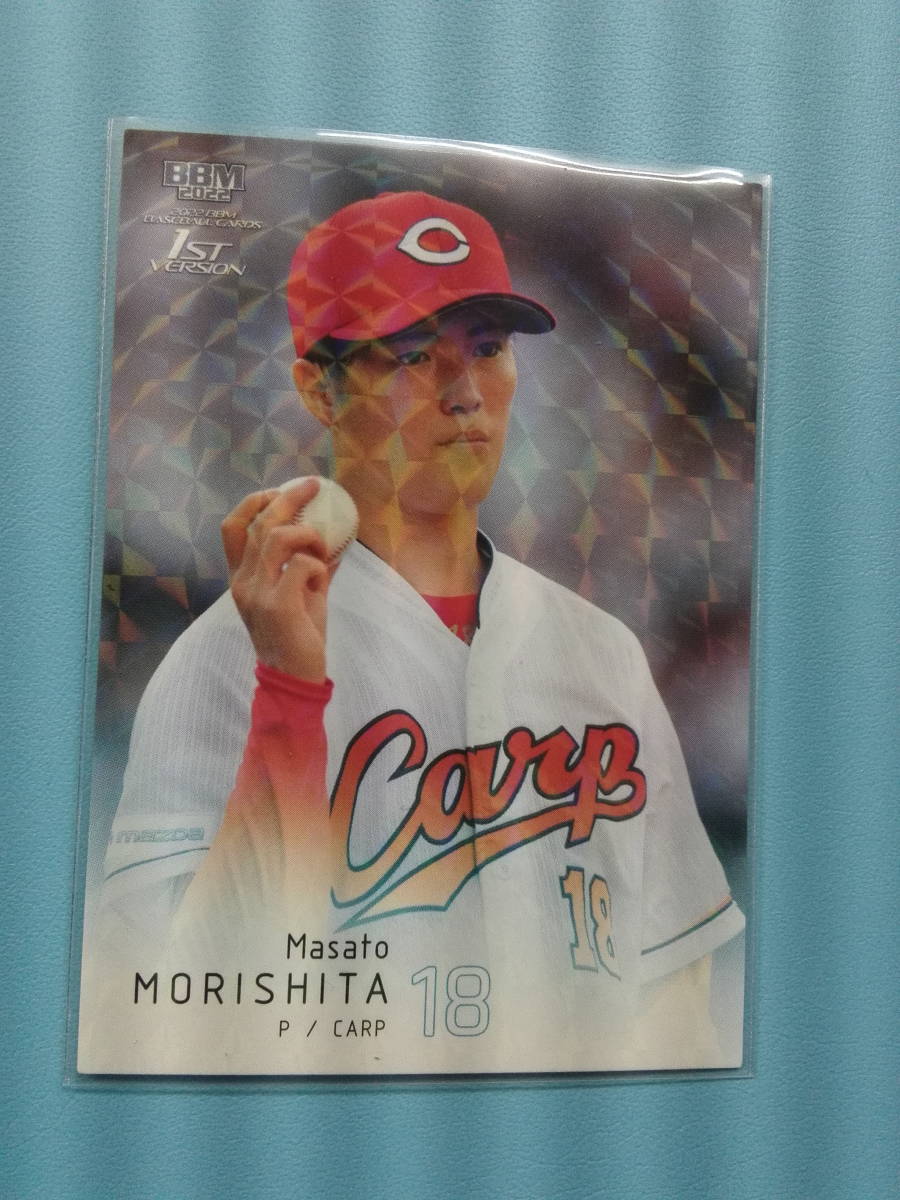 BBM
2022
2022 BBM
BASEBALL CARDS
1ST
VERSION
C
mazda
Carp
18
Masato
MORISHITA
P / CARP
18